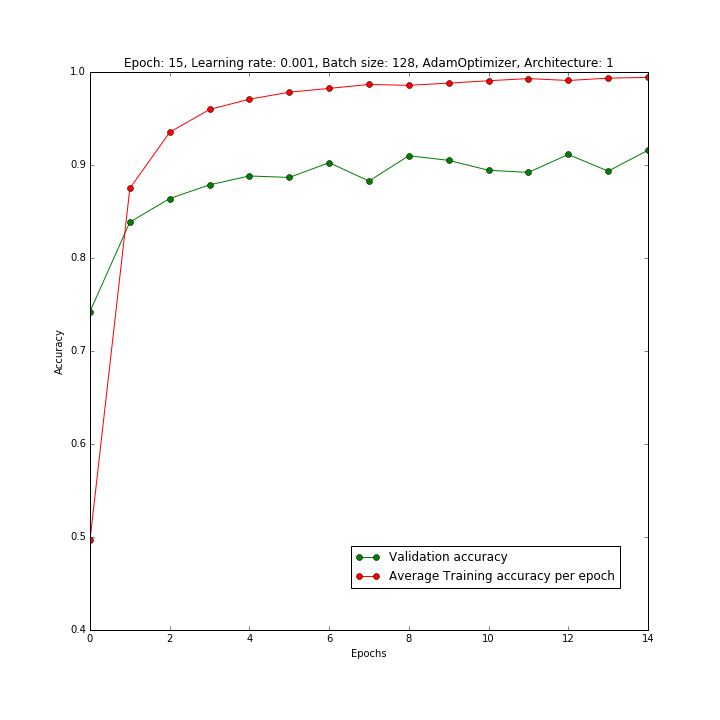 Epoch: 15, Learning rate: 0.001, Batch size: 128, AdamOptimizer, Architecture: 1
1.0
0.9
0.8
0.7
0.6
0.5
0.4
Accuracy
Validation accuracy
Average Training accuracy per epoch
0 2 4 6 8 10 12 14
Epochs